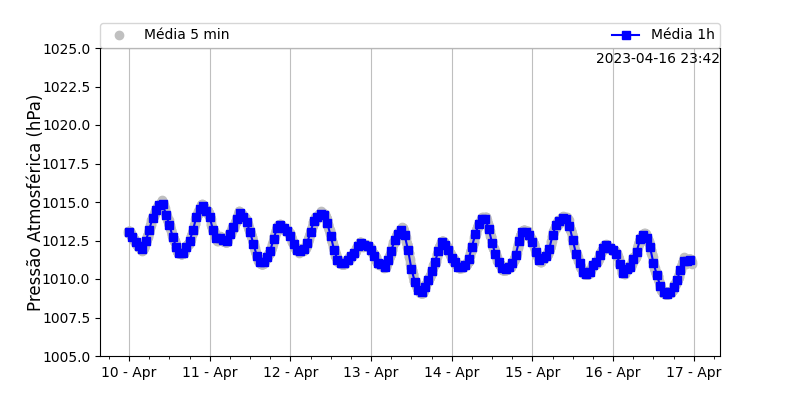 Média 5 min
Média 1h
2023-04-16 23:42
Pressão Atmosférica (hPa)
1025.0
1022.5
1020.0
1017.5
1015.0
1012.5
1010.0
1007.5
1005.0
10 - Apr
11 - Apr
12 - Apr
13 - Apr
14 - Apr
15 - Apr
16 - Apr
17 - Apr